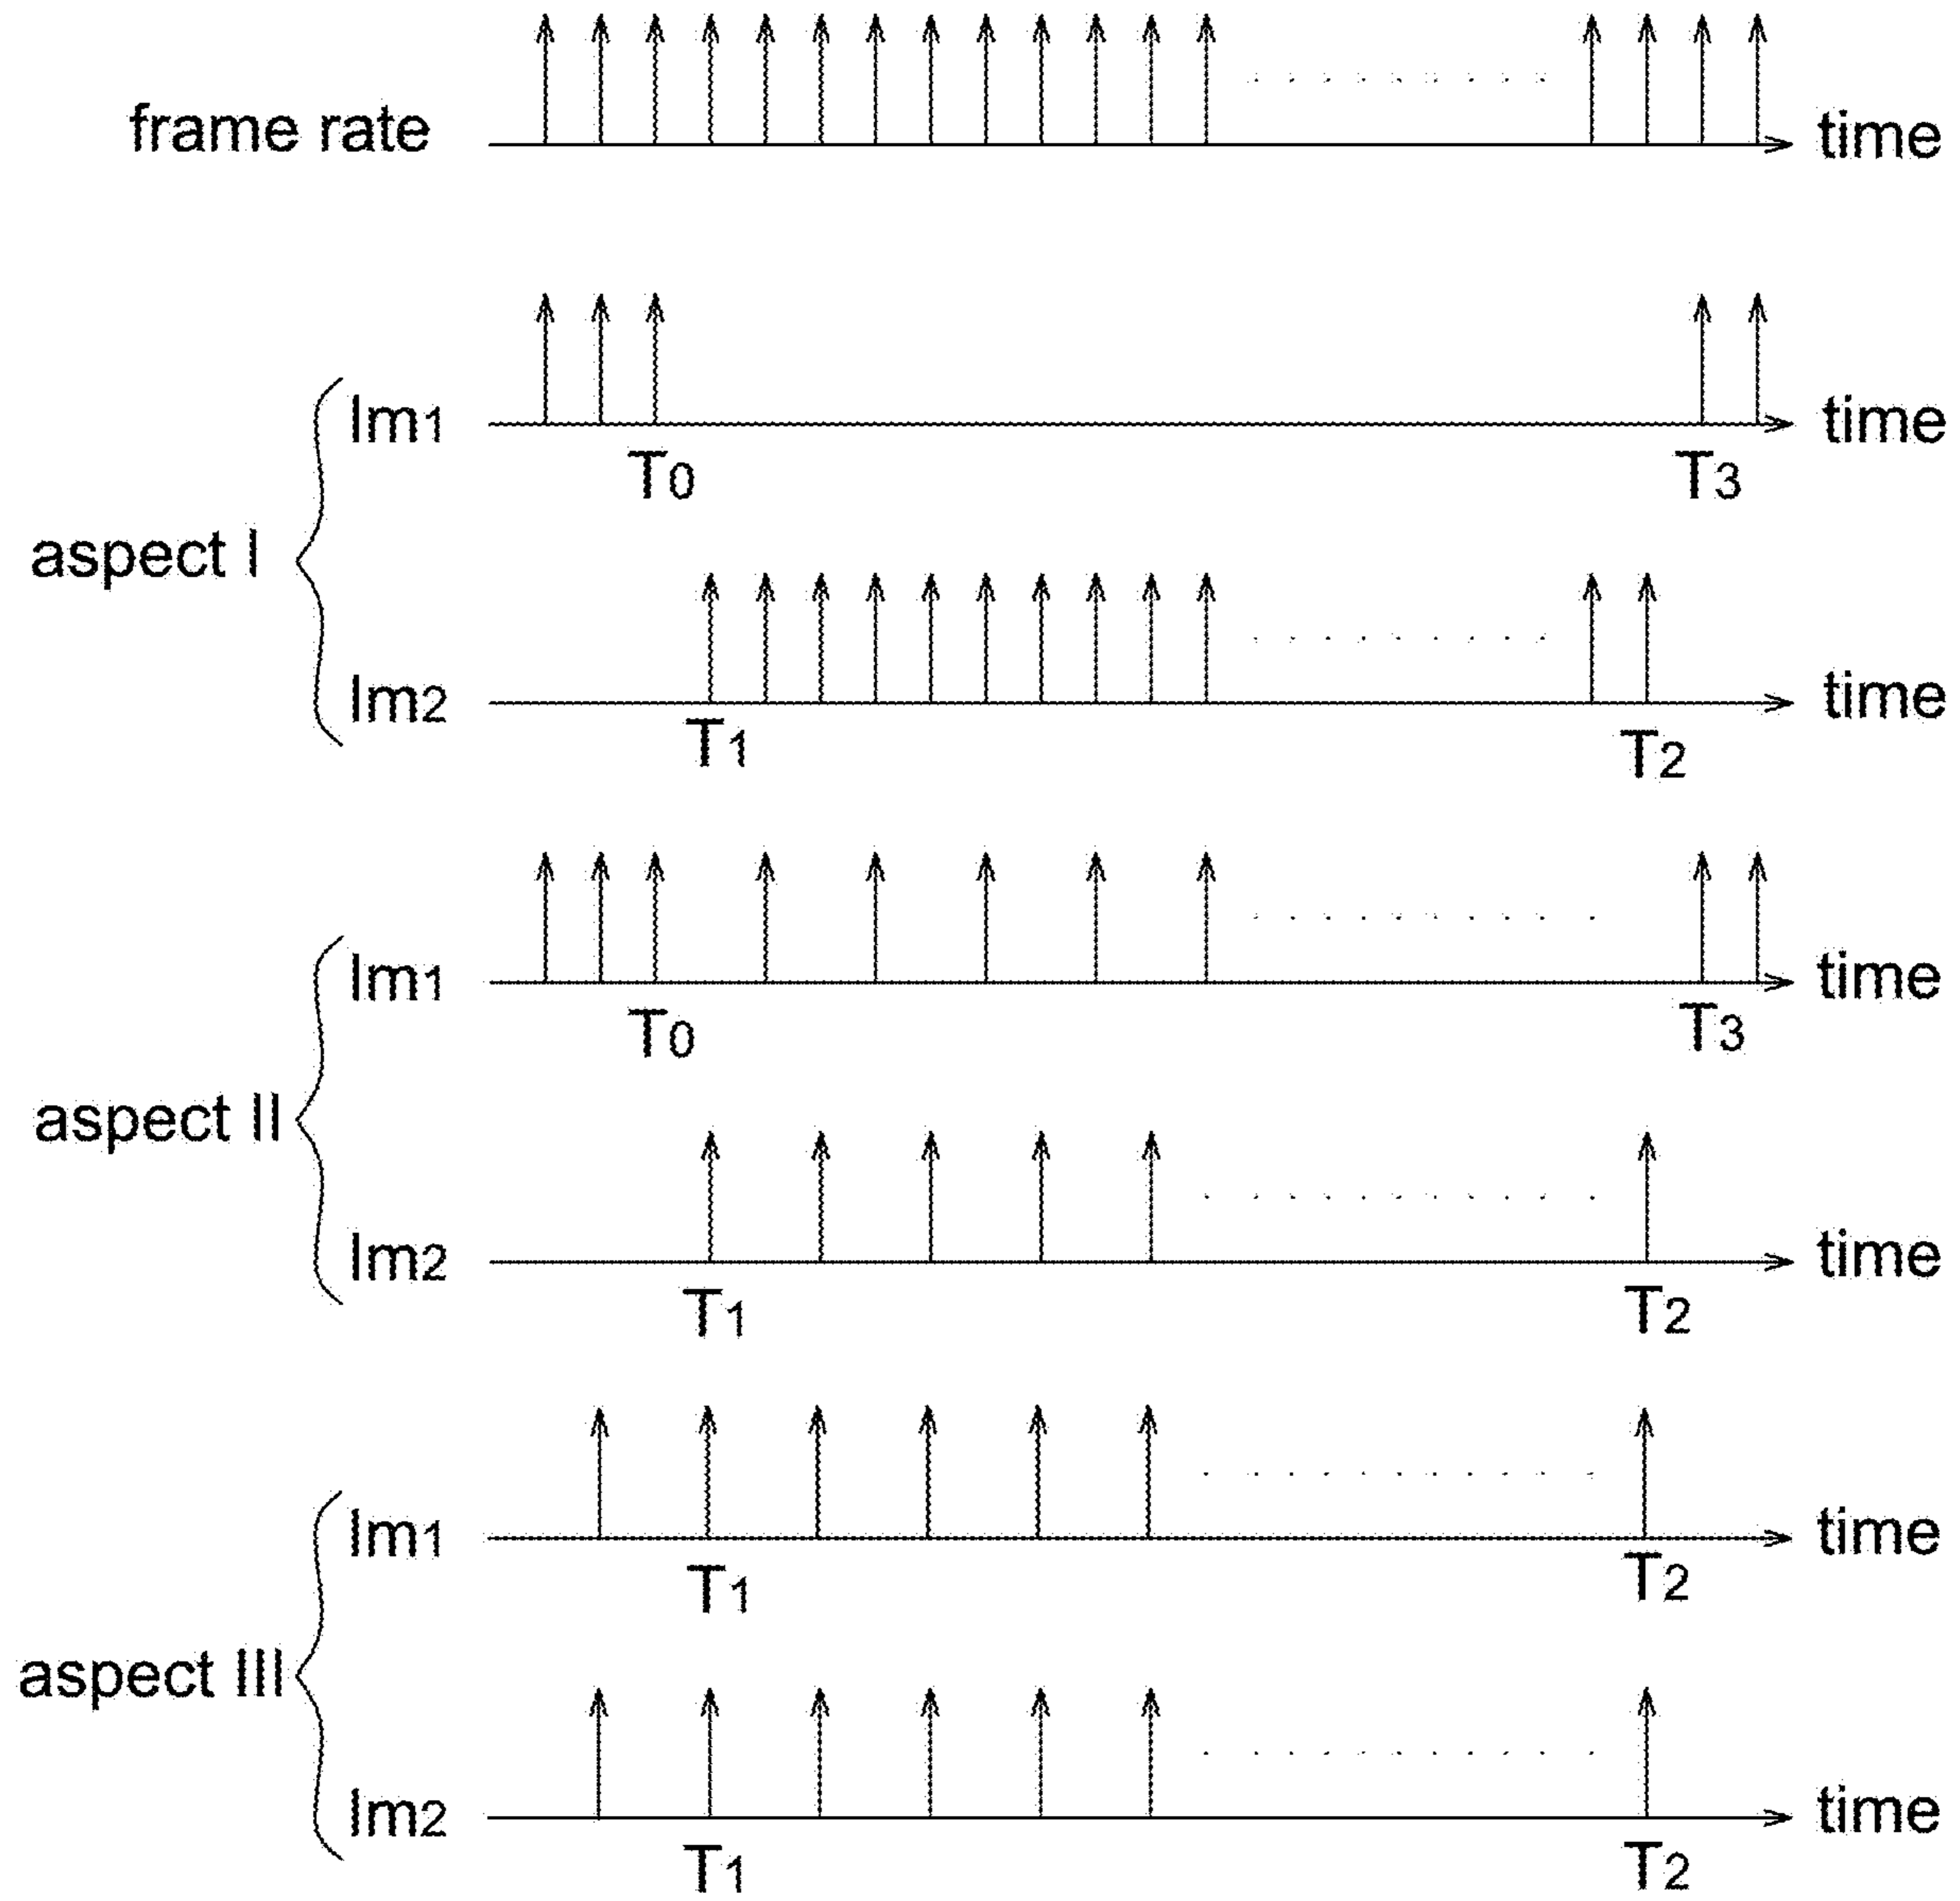 frame rate time
Im1 time
T0 T3
aspect I
Im2 time
T1 T2
Im1 time
T0 T3
aspect II
Im2 time
T1 T2
Im1 time
T1 T2
aspect III
Im2 time
T1 T2